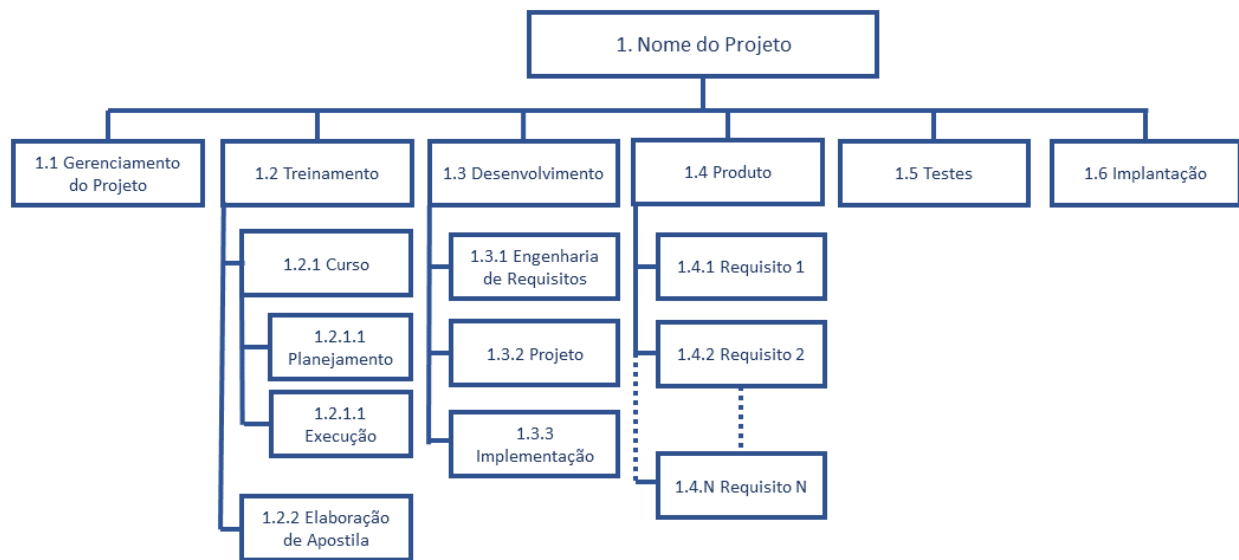 1. Nome do Projeto
1.1 Gerenciamento
do Projeto
1.2 Treinamento
1.3 Desenvolvimento
1.4 Produto
1.5 Testes
1.6 Implantação
1.2.1 Curso
1.2.1.1
Planejamento
1.2.1.1
Execução
1.2.2 Elaboração
de Apostila
1.3.1 Engenharia
de Requisitos
1.3.2 Projeto
1.3.3
Implementação
1.4.1 Requisito 1
1.4.2 Requisito 2
1.4.N Requisito N